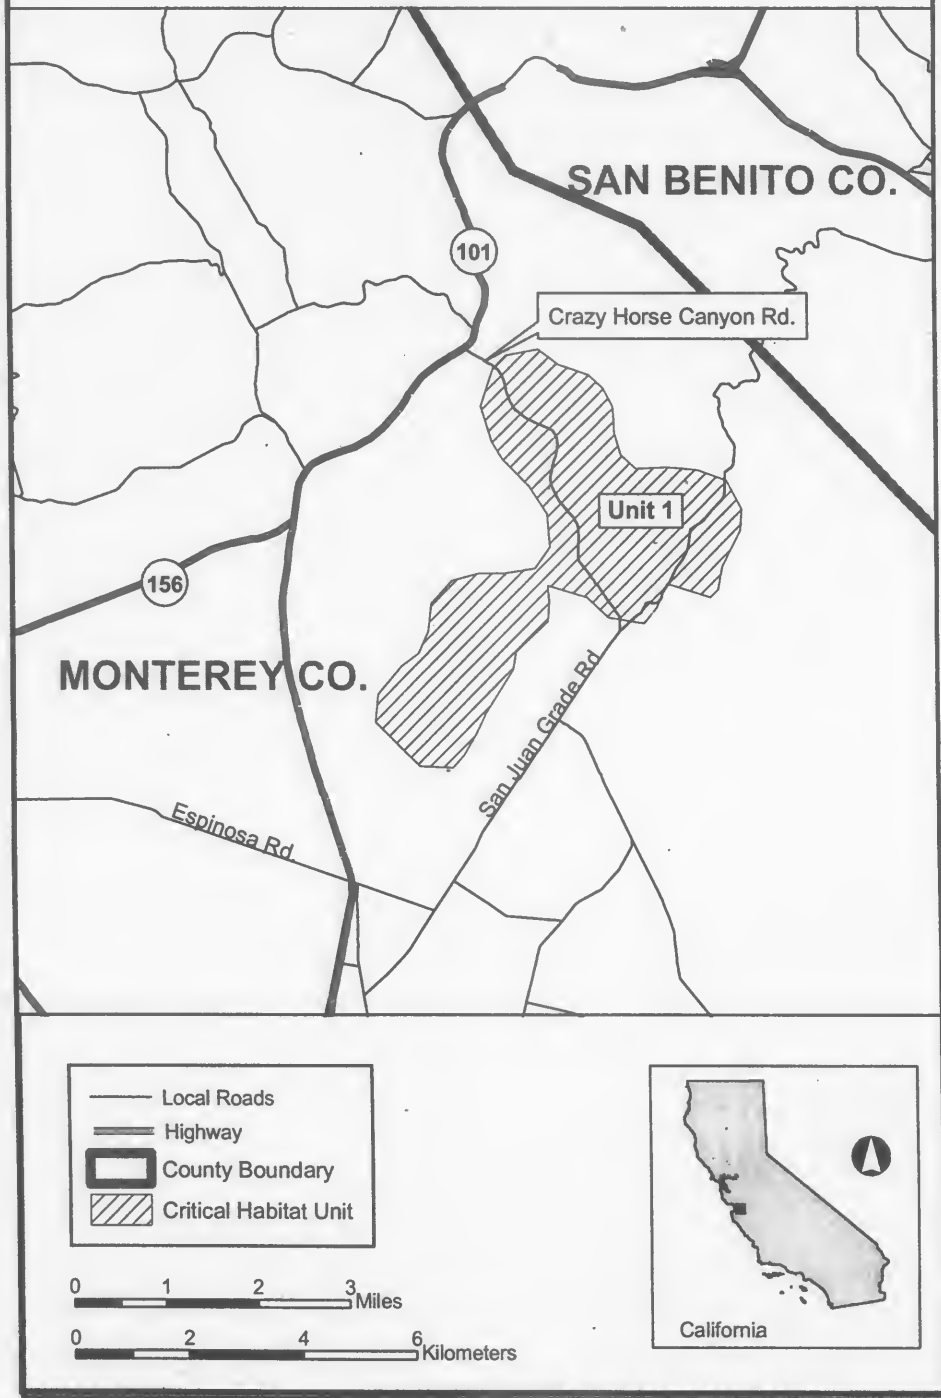 SAN BENITO CO.
101
Crazy Horse Canyon Rd.
Unit 1
156
MONTEREY CO.
San Juan Grade Rd
Espinosa Rd.
Local Roads
Highway
County Boundary
Critical Habitat Unit
0 1 2 3
Miles
0 2 4 6
Kilometers
California